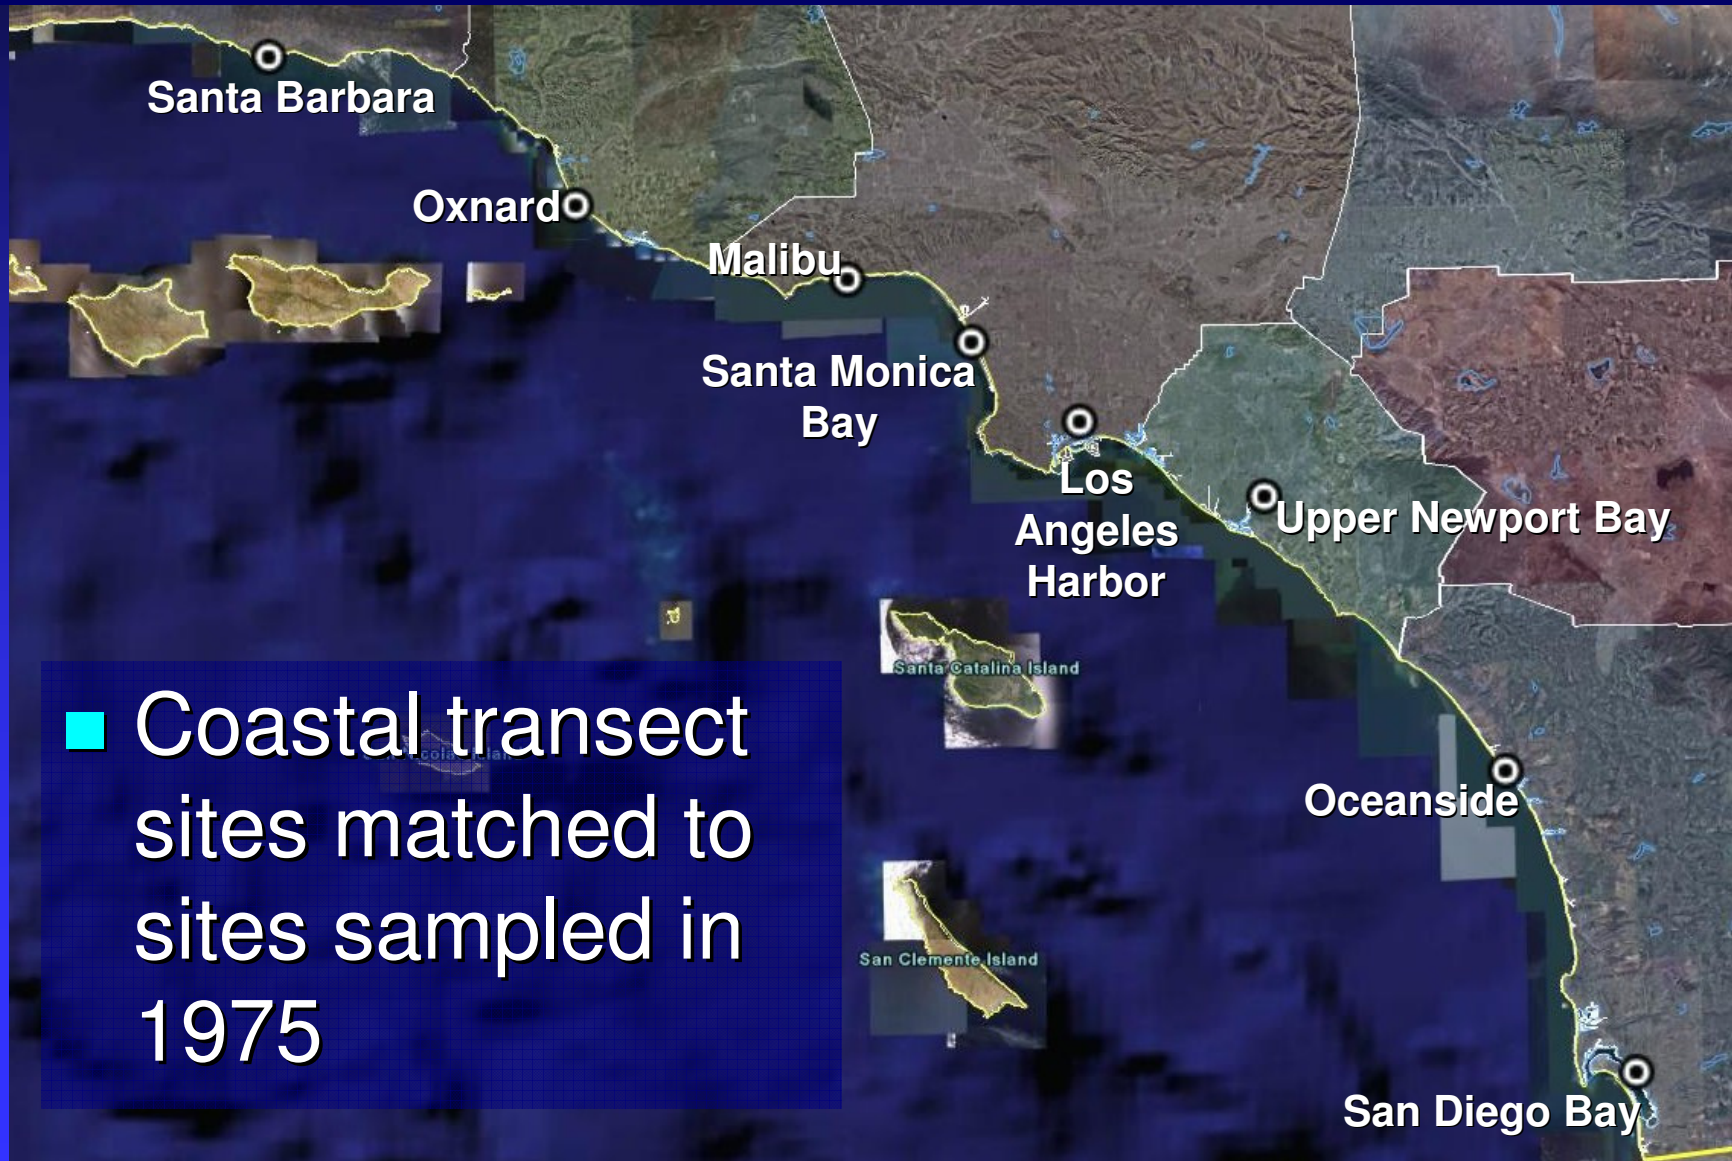 Santa Barbara
Oxnard
Malibu
Santa Monica
Bay
Los
Angeles
Harbor
Upper Newport Bay
Santa Catalina Island
Coastal transect
sites matched to
sites sampled in
1975
Oceanside
San Clemente Island
San Diego Bay